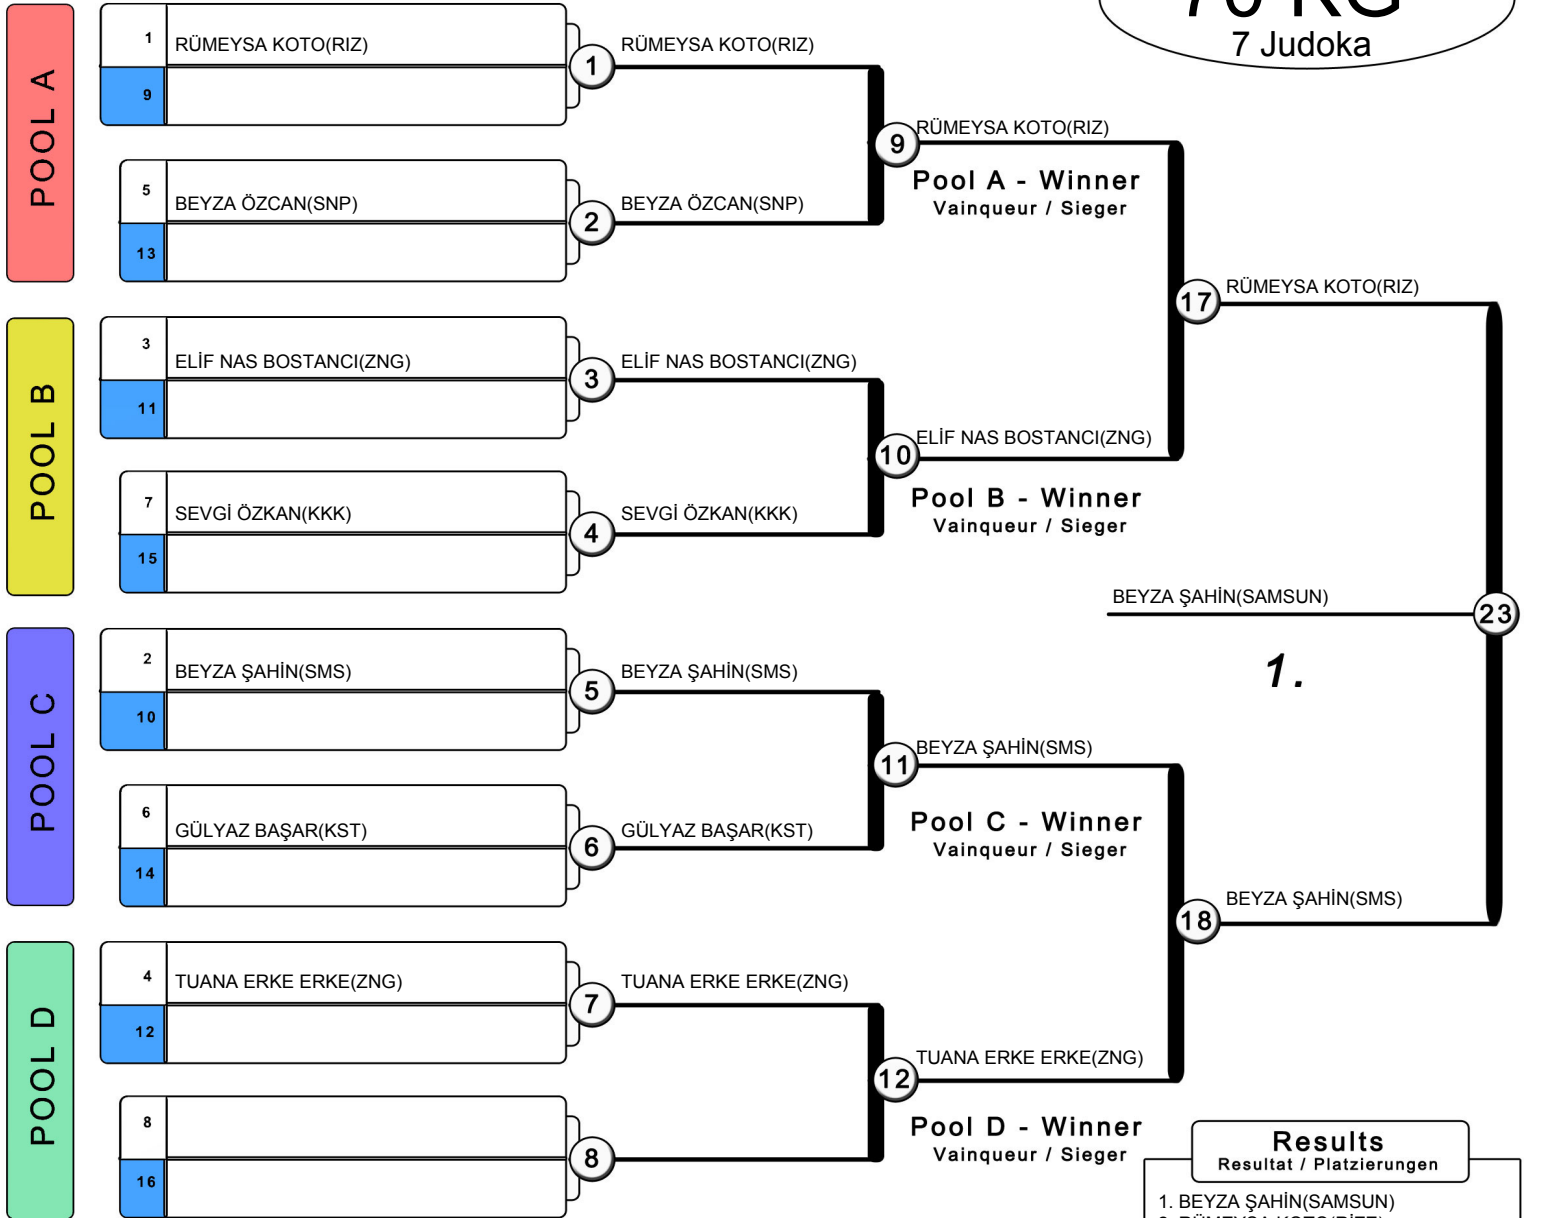 70 KG
7 Judoka
POOL A
1
RÜMEYSA KOTO(RIZ)
9
1
RÜMEYSA KOTO(RIZ)
5
BEYZA ÖZCAN(SNP)
13
2
BEYZA ÖZCAN(SNP)
9
RÜMEYSA KOTO(RIZ)
Pool A - Winner
Vainqueur / Sieger
POOL B
3
ELİF NAS BOSTANCI(ZNG)
11
3
ELİF NAS BOSTANCI(ZNG)
7
SEVGİ ÖZKAN(KKK)
15
4
SEVGİ ÖZKAN(KKK)
10
ELİF NAS BOSTANCI(ZNG)
Pool B - Winner
Vainqueur / Sieger
17
RÜMEYSA KOTO(RIZ)
BEYZA ŞAHİN(SAMSUN)
23
1.
POOL C
2
BEYZA ŞAHİN(SMS)
10
5
BEYZA ŞAHİN(SMS)
6
GÜLYAZ BAŞAR(KST)
14
6
GÜLYAZ BAŞAR(KST)
11
BEYZA ŞAHİN(SMS)
Pool C - Winner
Vainqueur / Sieger
18
BEYZA ŞAHİN(SMS)
POOL D
4
TUANA ERKE ERKE(ZNG)
12
7
TUANA ERKE ERKE(ZNG)
8
16
8
12
TUANA ERKE ERKE(ZNG)
Pool D - Winner
Vainqueur / Sieger
Results
Resultat / Platzierungen
1. BEYZA ŞAHİN(SAMSUN)